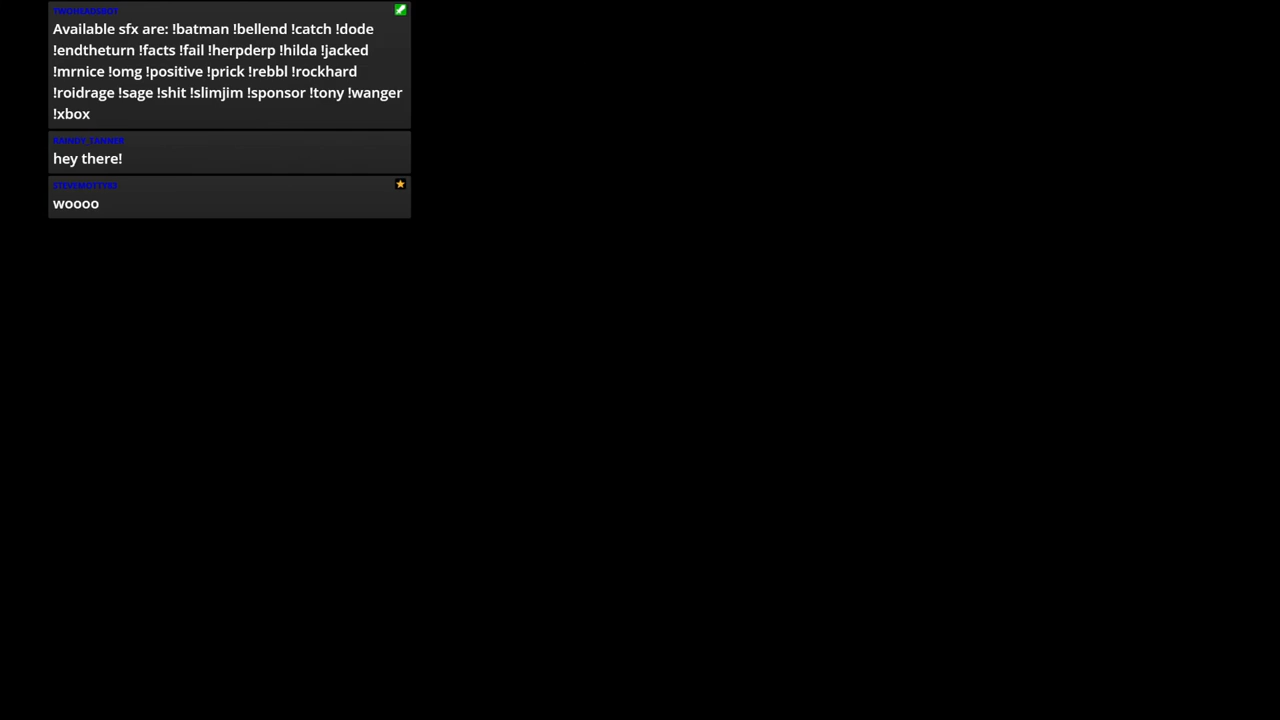 TWOHEADSBOT
Available sfx are: !batman !bellend !catch !dode
!endtheturn !facts !fail !herpderp !hilda !jacked
!mrnice !omg !positive !prick !rebbl !rockhard
!roidrage !sage !shit !slimjim !sponsor !tony !wanger
!xbox
hey there!
woooo